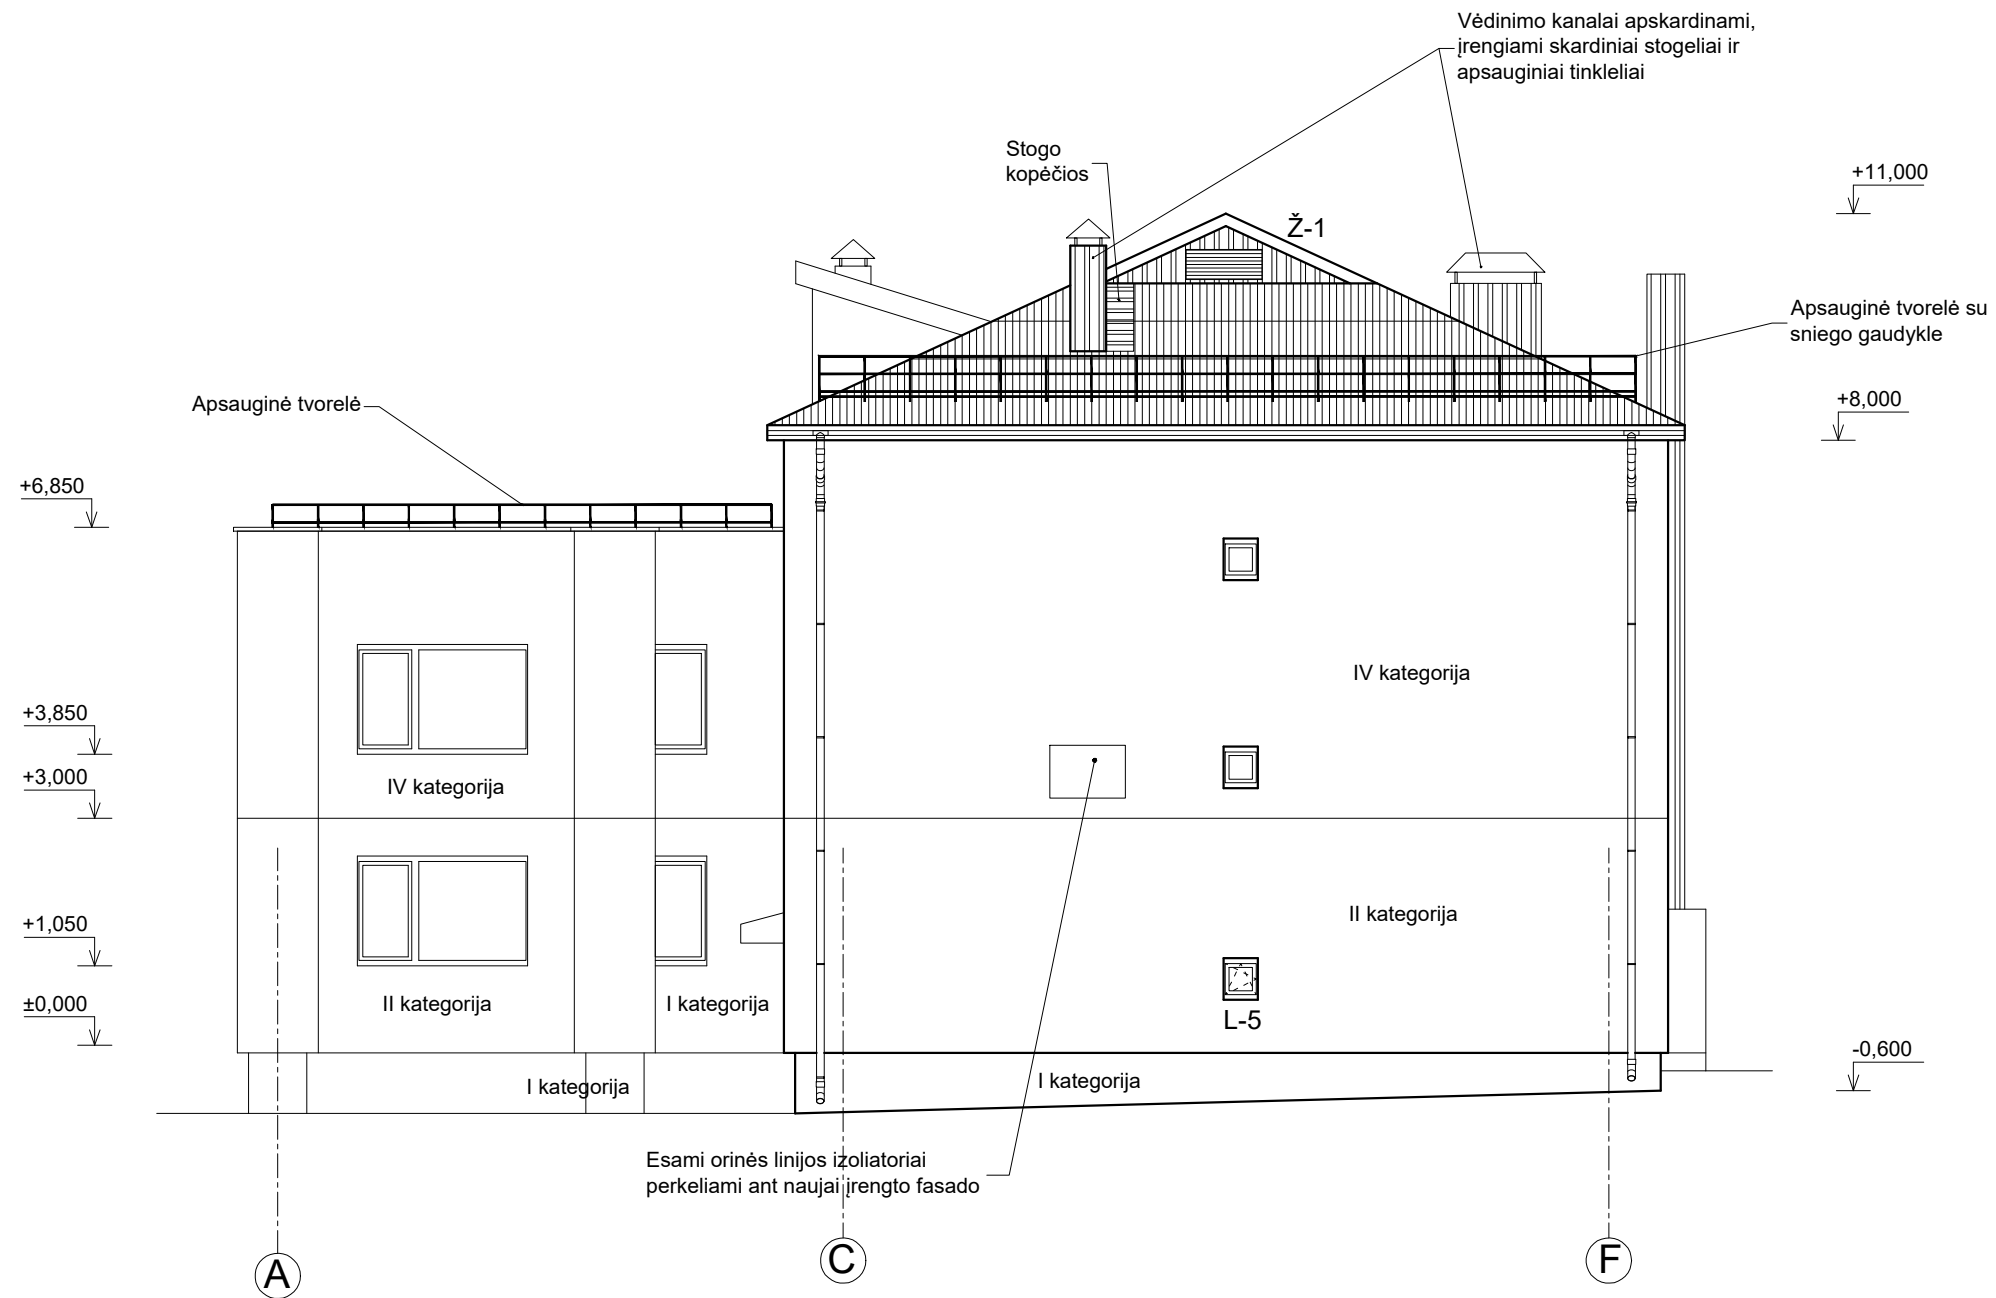 Vėdinimo kanalai apskardinami,
įrengiami skardiniai stogeliai ir
apsauginiai tinkleliai
Stogo
kopėčios
+11,000
Ž-1
Apsauginė tvorelė su
sniego gaudykle
Apsauginė tvorelė
+8,000
+6,850
IV kategorija
+3,850
+3,000
IV kategorija
+1,050
II kategorija
±0,000
II kategorija
I kategorija
L-5
-0,600
I kategorija
I kategorija
Esami orinės linijos izoliatoriai
perkeliami ant naujai įrengto fasado
A
C
F